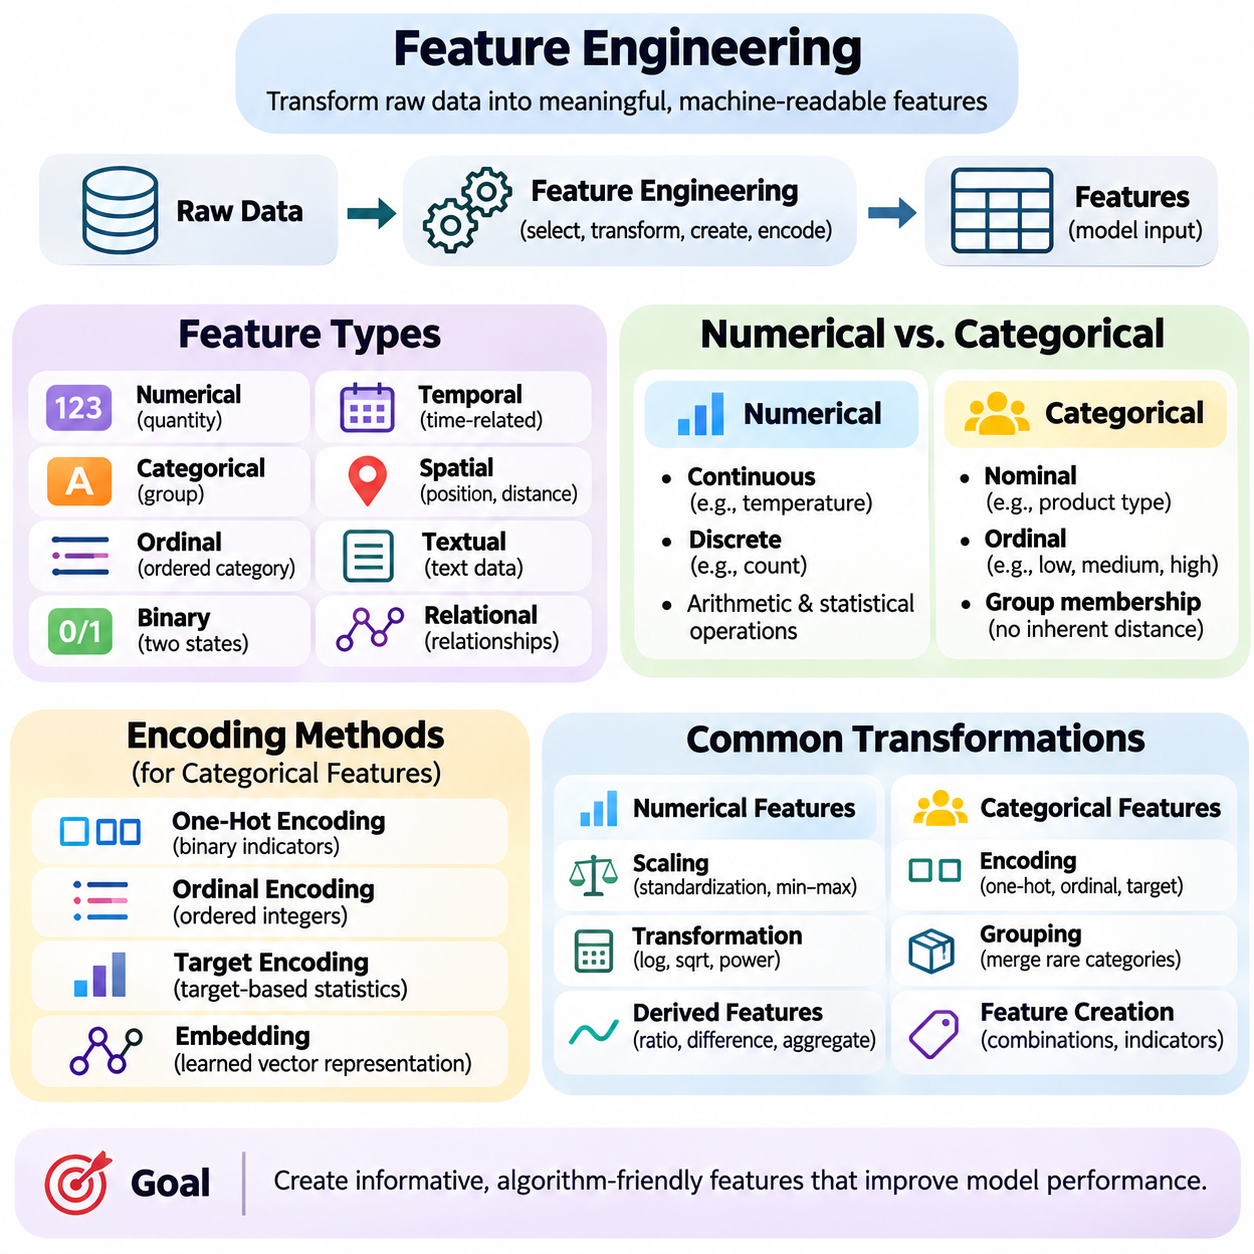 Feature Engineering
Transform raw data into meaningful, machine-readable features
Raw Data
Feature Engineering
(select, transform, create, encode)
Features
(model input)
Feature Types
123
Numerical
(quantity)
Temporal
(time-related)
A
Categorical
(group)
Spatial
(position, distance)
Ordinal
(ordered category)
Textual
(text data)
0/1
Binary
(two states)
Relational
(relationships)
Numerical vs. Categorical
Numerical
• Continuous
(e.g., temperature)
• Discrete
(e.g., count)
• Arithmetic & statistical
operations
Categorical
• Nominal
(e.g., product type)
• Ordinal
(e.g., low, medium, high)
• Group membership
(no inherent distance)
Encoding Methods
(for Categorical Features)
One-Hot Encoding
(binary indicators)
Ordinal Encoding
(ordered integers)
Target Encoding
(target-based statistics)
Embedding
(learned vector representation)
Common Transformations
Numerical Features
Scaling
(standardization, min–max)
Transformation
(log, sqrt, power)
Derived Features
(ratio, difference, aggregate)
Categorical Features
Encoding
(one-hot, ordinal, target)
Grouping
(merge rare categories)
Feature Creation
(combinations, indicators)
Goal
Create informative, algorithm-friendly features that improve model performance.